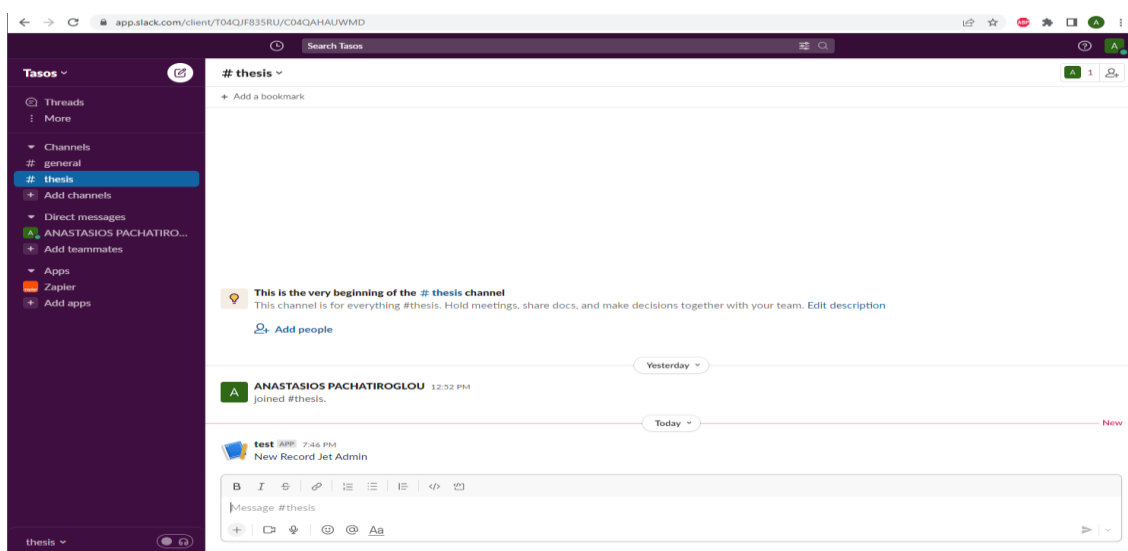 app.slack.com/client/T04QJF835RU/C04QAHAUWMD
ABP
A
Search Tasos
A
Tasos
Threads
More
Channels
# general
# thesis
+ Add channels
Direct messages
A ANASTASIOS PACHATIRO...
+ Add teammates
Apps
Zapier
+ Add apps
thesis
# thesis
A 1
+ Add a bookmark
This is the very beginning of the # thesis channel
This channel is for everything #thesis. Hold meetings, share docs, and make decisions together with your team. Edit description
Add people
Yesterday
A
ANASTASIOS PACHATIROGLOU 12:52 PM
joined #thesis.
Today
New
test APP 7:46 PM
New Record Jet Admin
B I S
Message #thesis
+ @ Aa